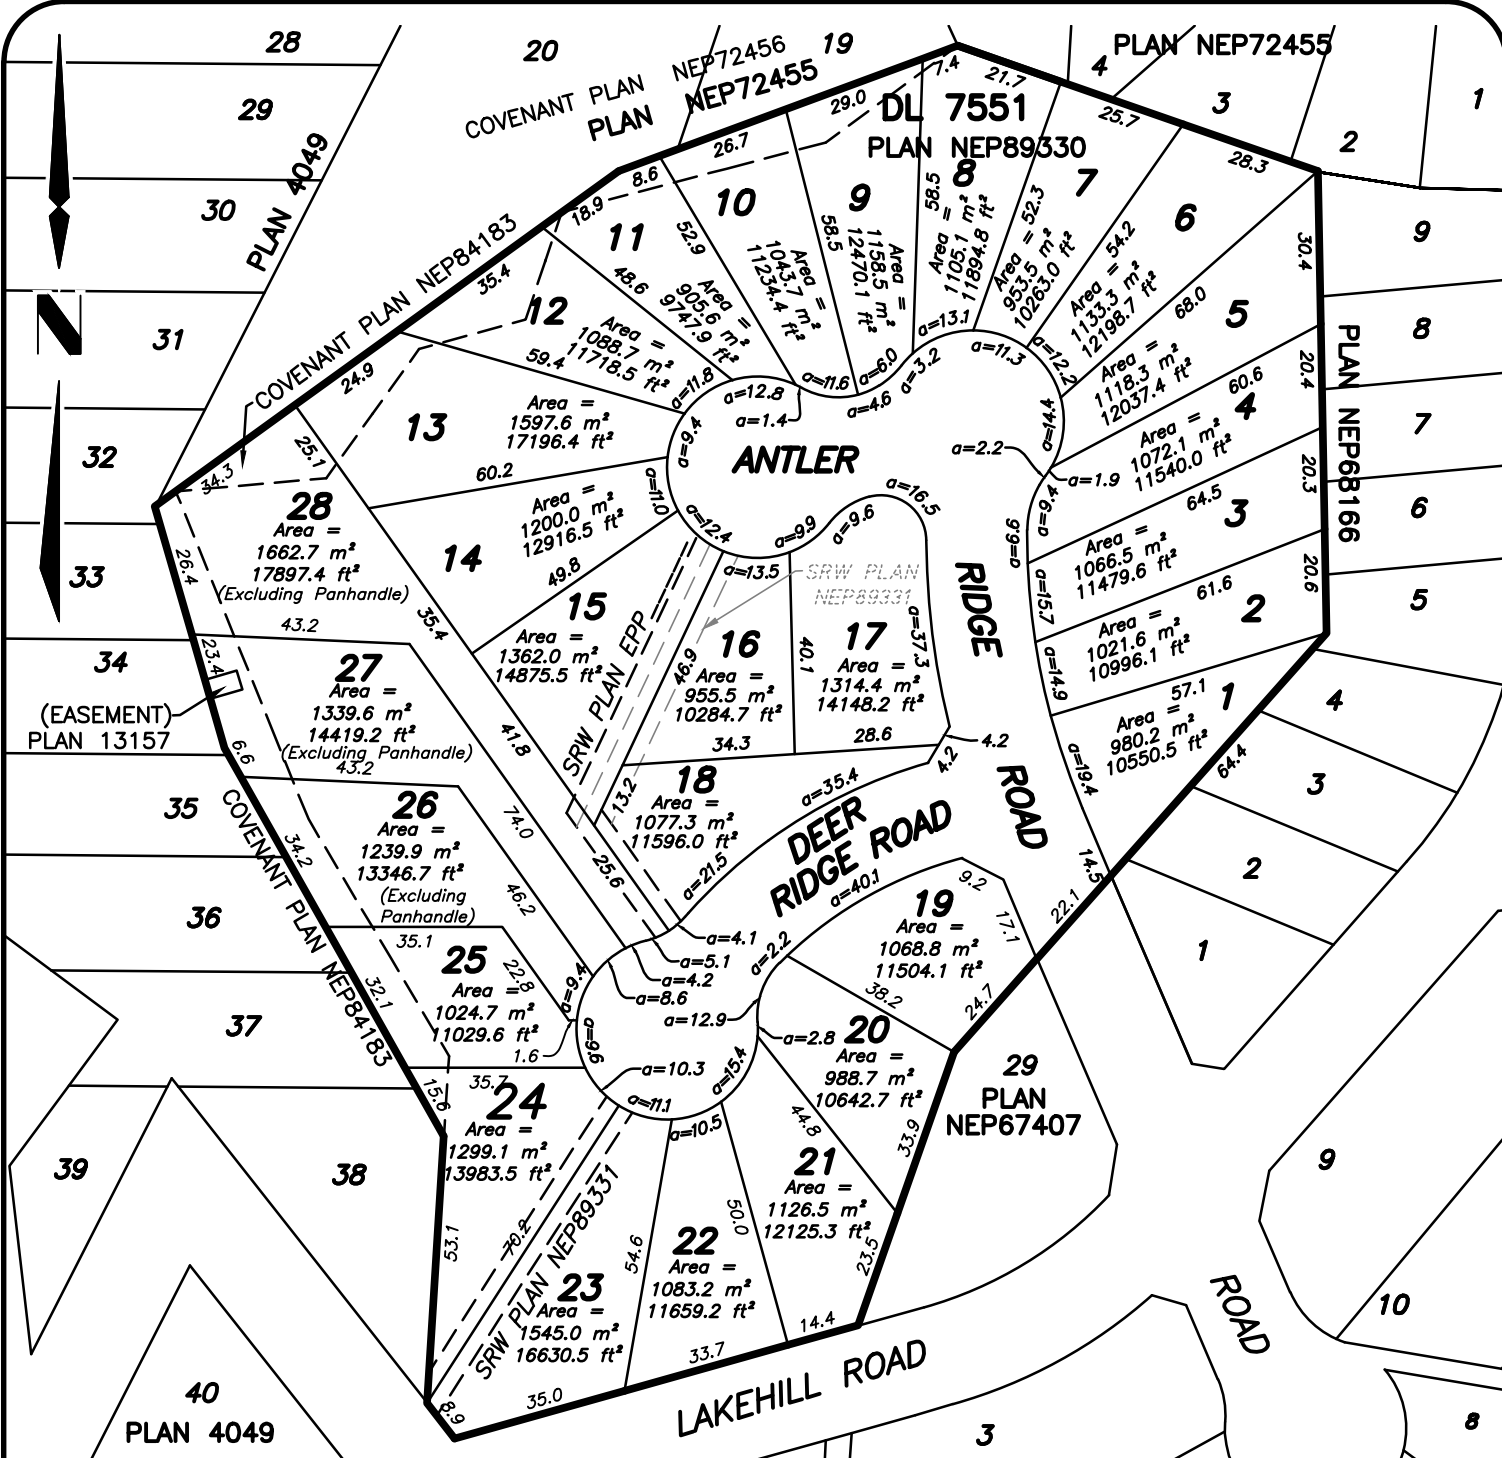 28
20
19
COVENANT PLAN NEP72456
PLAN NEP72455
PLAN NEP72455
4
3
1
2
29
PLAN 4049
30
31
32
33
34
35
36
37
38
39
40
PLAN 4049
N
DL 7551
PLAN NEP89330
7.4
21.7
25.7
28.3
29.0
26.7
8.6
18.9
35.4
24.9
34.3
COVENANT PLAN NEP84183
30.4
20.4
20.3
20.6
PLAN NEP68166
9
8
7
6
5
4
3
2
1
8
Area =
1105.1 m²
11894.8 ft²
58.5
7
Area =
953.5 m²
10263.0 ft²
52.3
6
Area =
1133.3 m²
12198.7 ft²
54.2
68.0
5
Area =
1118.3 m²
12037.4 ft²
60.6
4
Area =
1072.1 m²
11540.0 ft²
64.5
3
Area =
1066.5 m²
11479.6 ft²
61.6
2
Area =
1021.6 m²
10996.1 ft²
57.1
1
Area =
980.2 m²
10550.5 ft²
64.4
9
Area =
1158.5 m²
12470.1 ft²
58.5
10
Area =
1043.7 m²
11234.4 ft²
52.9
11
Area =
905.6 m²
9747.9 ft²
48.6
12
Area =
1088.7 m²
11718.5 ft²
59.4
13
Area =
1597.6 m²
17196.4 ft²
60.2
25.1
14
Area =
1200.0 m²
12916.5 ft²
49.8
35.4
15
Area =
1362.0 m²
14875.5 ft²
41.8
SRW PLAN EPP
46.9
16
Area =
955.5 m²
10284.7 ft²
34.3
40.1
17
Area =
1314.4 m²
14148.2 ft²
28.6
SRW PLAN
NEP89331
18
Area =
1077.3 m²
11596.0 ft²
13.2
25.6
a=13.1
a=11.3
a=12.2
a=14.4
a=2.2
a=1.9
a=9.4
a=9.9
a=15.7
a=14.9
a=19.4
14.5
a=3.2
a=6.0
a=4.6
a=11.6
a=12.8
a=1.4
a=11.8
a=9.4
a=11.0
a=12.4
a=13.5
a=9.9
a=9.6
a=16.5
a=37.3
4.2
4.2
a=35.4
a=21.5
ANTLER
RIDGE
ROAD
DEER
RIDGE ROAD
a=40.1
28
Area =
1662.7 m²
17897.4 ft²
(Excluding Panhandle)
43.2
26.4
23.4
(EASEMENT)
PLAN 13157
27
Area =
1339.6 m²
14419.2 ft²
(Excluding Panhandle)
43.2
6.6
74.0
26
Area =
1239.9 m²
13346.7 ft²
(Excluding
Panhandle)
35.1
34.2
46.2
COVENANT PLAN NEP84183
25
Area =
1024.7 m²
11029.6 ft²
22.8
32.1
1.6
35.7
15.6
24
Area =
1299.1 m²
13983.5 ft²
53.1
70.2
SRW PLAN NEP89331
23
Area =
1545.0 m²
16630.5 ft²
8.9
35.0
54.6
22
Area =
1083.2 m²
11659.2 ft²
33.7
50.0
21
Area =
1126.5 m²
12125.3 ft²
14.4
23.5
44.8
20
Area =
988.7 m²
10642.7 ft²
33.9
38.2
19
Area =
1068.8 m²
11504.1 ft²
9.2
17.1
24.7
22.1
a=4.1
a=5.1
a=4.2
a=8.6
a=2.2
a=12.9
a=2.8
a=9.4
a=9.6
a=10.3
a=11.1
a=15.4
a=10.5
29
PLAN
NEP67407
4
3
2
1
9
10
8
3
ROAD
LAKEHILL ROAD